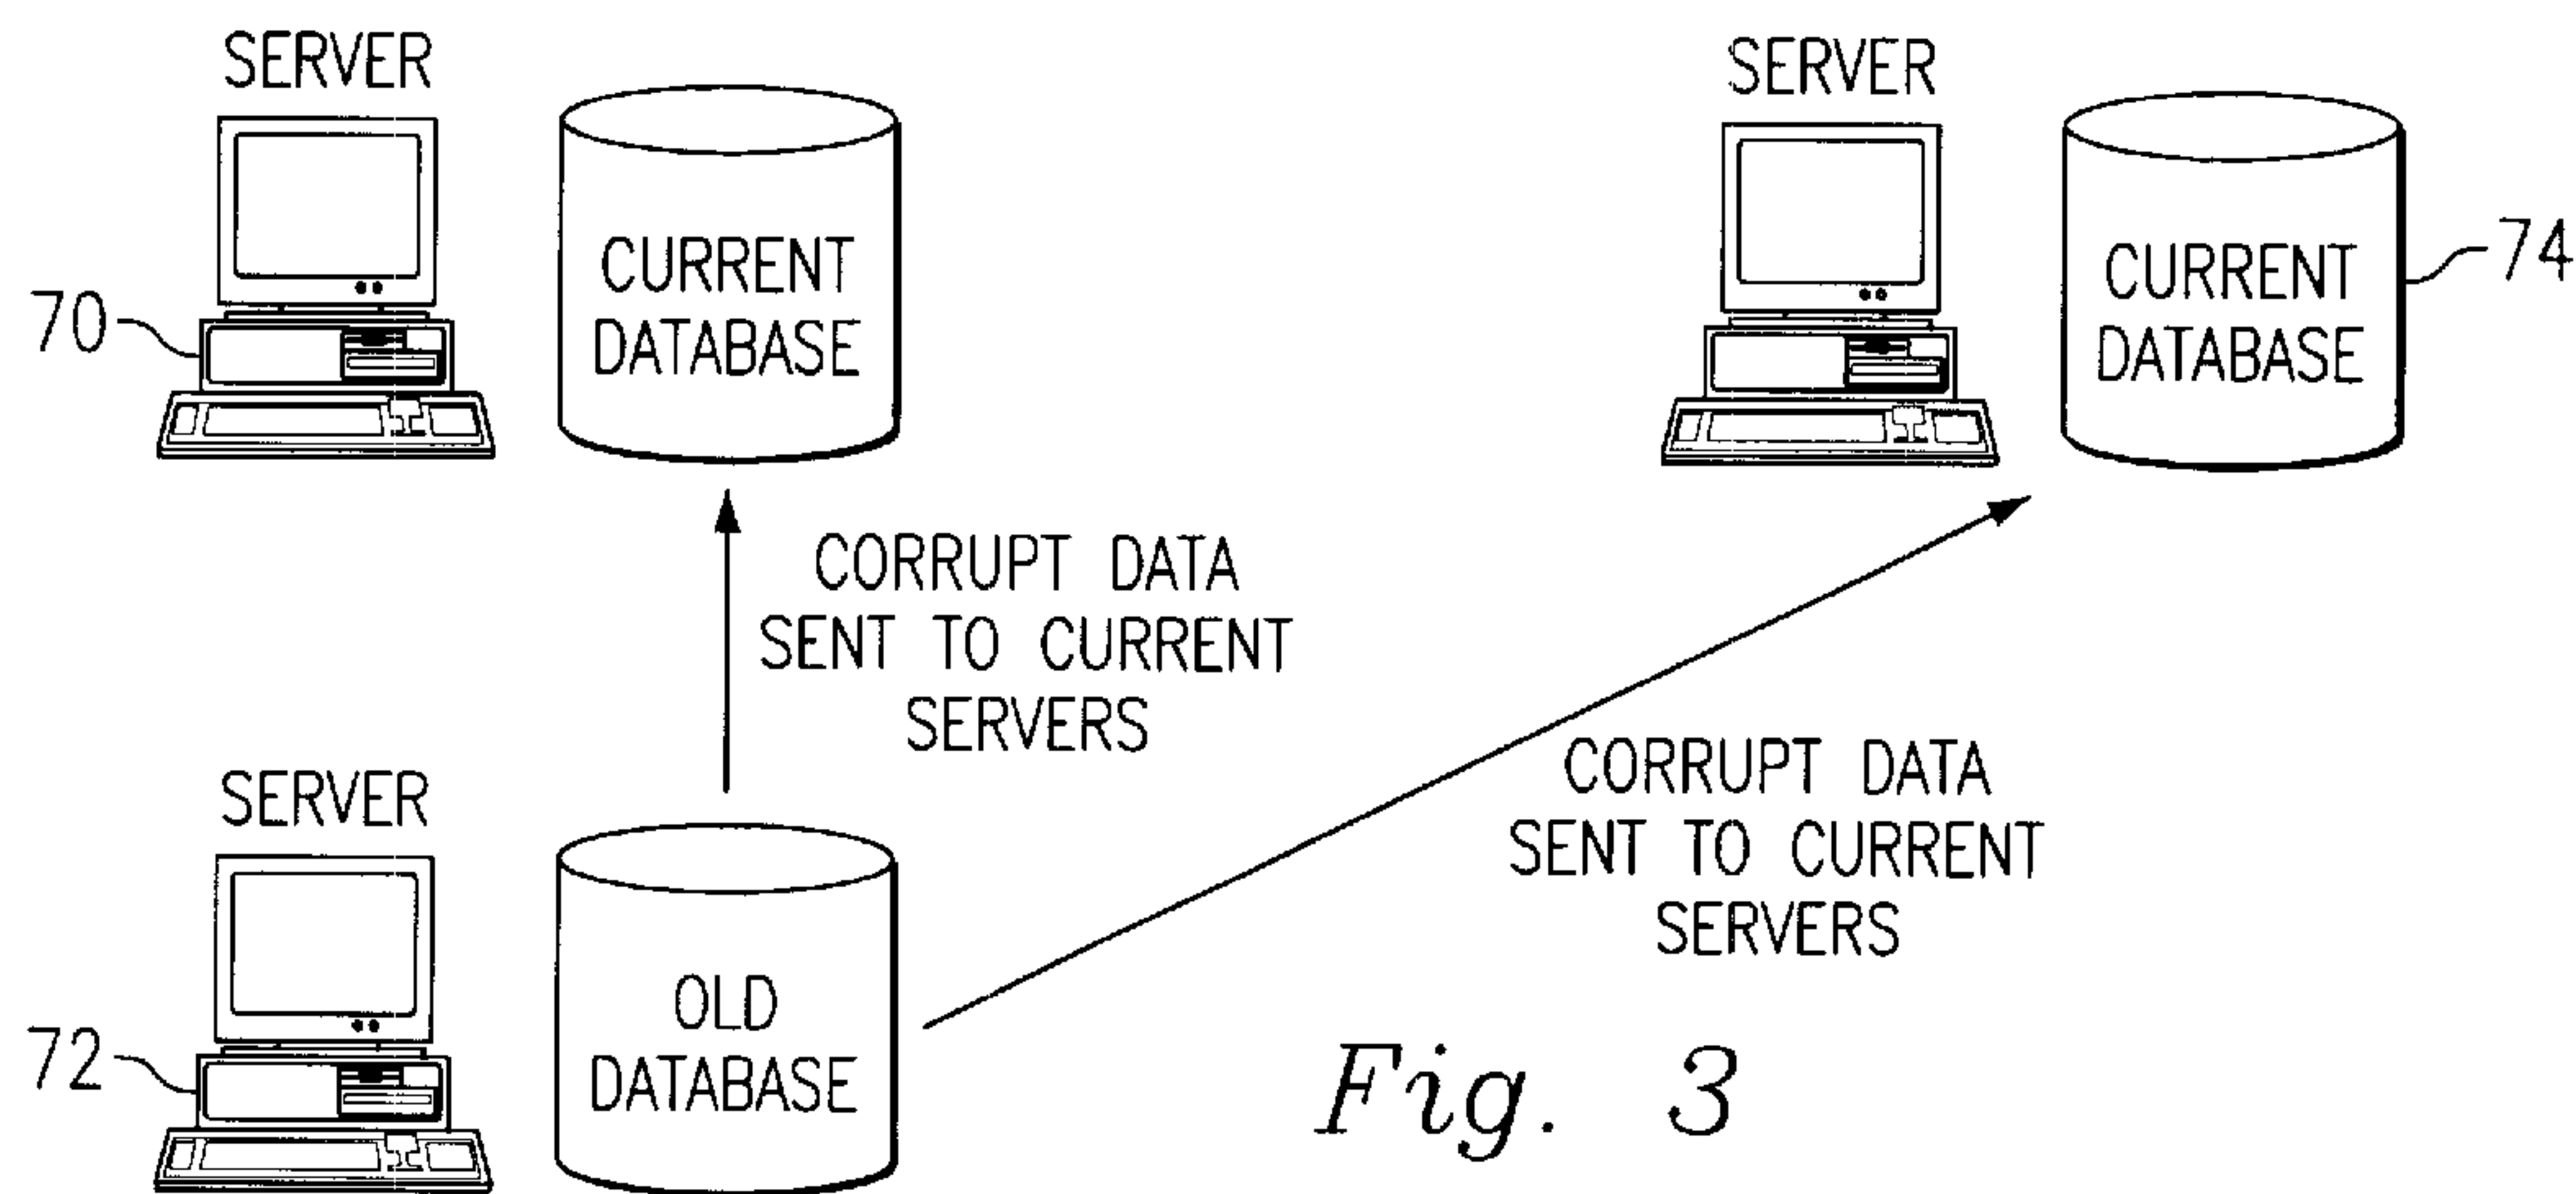 SERVER
CURRENT
DATABASE
70
SERVER
CURRENT
DATABASE
74
CORRUPT DATA
SENT TO CURRENT
SERVERS
CORRUPT DATA
SENT TO CURRENT
SERVERS
SERVER
OLD
DATABASE
72
Fig. 3